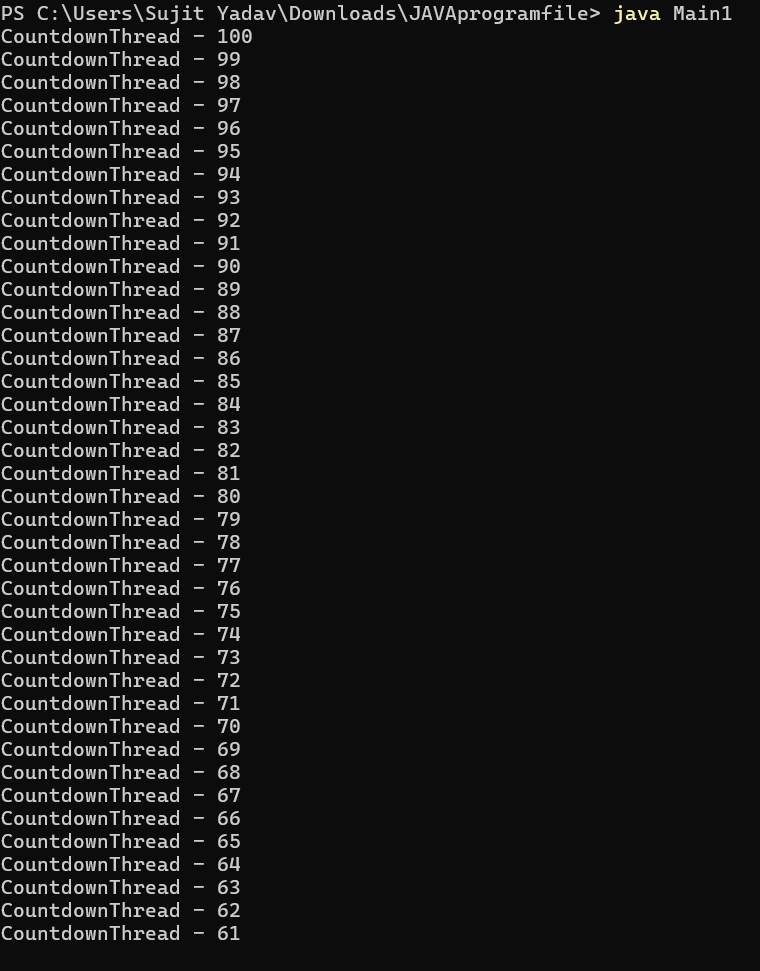 PS C:\Users\Sujit Yadav\Downloads\JAVAprogramfile> java Main1
CountdownThread - 100
CountdownThread - 99
CountdownThread - 98
CountdownThread - 97
CountdownThread - 96
CountdownThread - 95
CountdownThread - 94
CountdownThread - 93
CountdownThread - 92
CountdownThread - 91
CountdownThread - 90
CountdownThread - 89
CountdownThread - 88
CountdownThread - 87
CountdownThread - 86
CountdownThread - 85
CountdownThread - 84
CountdownThread - 83
CountdownThread - 82
CountdownThread - 81
CountdownThread - 80
CountdownThread - 79
CountdownThread - 78
CountdownThread - 77
CountdownThread - 76
CountdownThread - 75
CountdownThread - 74
CountdownThread - 73
CountdownThread - 72
CountdownThread - 71
CountdownThread - 70
CountdownThread - 69
CountdownThread - 68
CountdownThread - 67
CountdownThread - 66
CountdownThread - 65
CountdownThread - 64
CountdownThread - 63
CountdownThread - 62
CountdownThread - 61